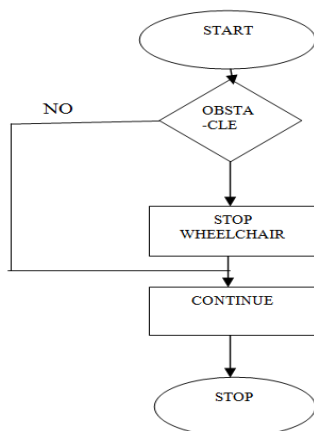 START
NO
OBSTA
-CLE
STOP
WHEELCHAIR
CONTINUE
STOP